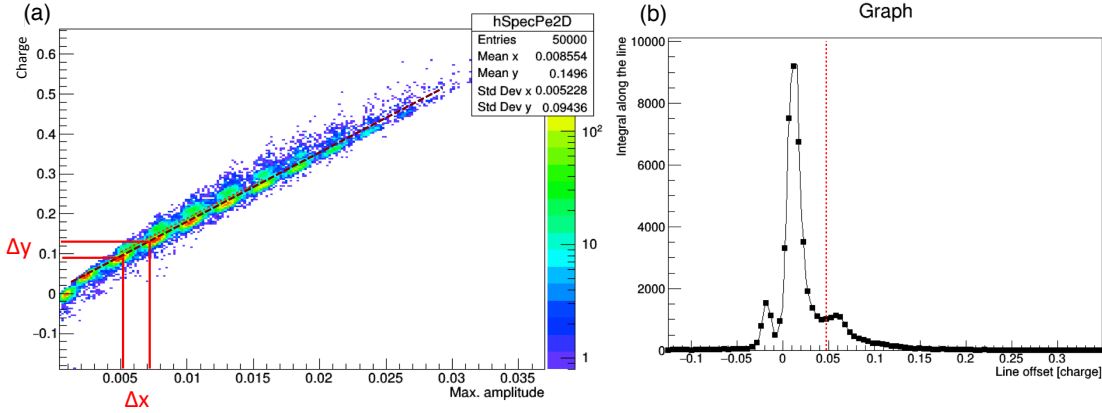 (a)
hSpecPe2D
Entries 50000
Mean x 0.008554
Mean y 0.1496
Std Dev x 0.005228
Std Dev y 0.09436
Charge
0.6
0.5
0.4
0.3
0.2
0.1
0
−0.1
Δy
Δx
0.005 0.01 0.015 0.02 0.025 0.03 0.035
Max. amplitude
10²
10
1
(b)
Graph
Integral along the line
10000
8000
6000
4000
2000
0
−0.1 −0.05 0 0.05 0.1 0.15 0.2 0.25 0.3
Line offset [charge]